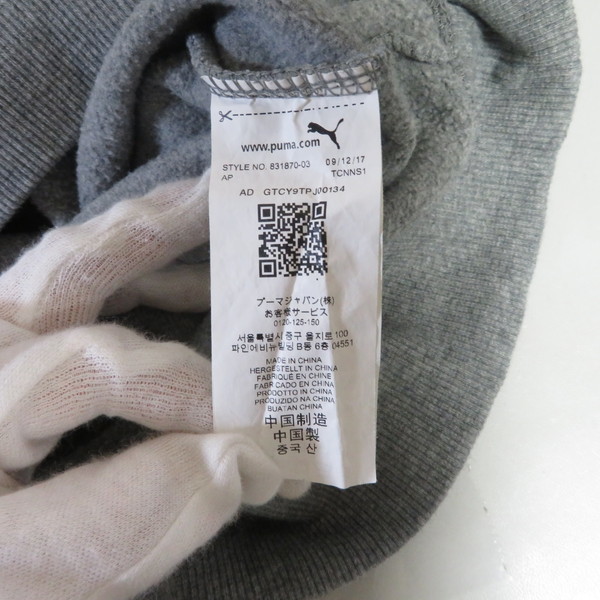 www.puma.com
STYLE NO. 831870-03 09/12/17
AP TCNNS1
AD GTCY9TPJ00134
プーマジャパン(株)
お客様サービス
0120-125-150
서울특별시중구 을지로100
파인에비뉴빌딩 B동 6층 04551
MADE IN CHINA
HERGESTELLT IN CHINA
FABRIQUÉ EN CHINE
FABRICADO EN CHINA
PRODOTTO IN CHINA
PRODUZIDO NA CHINA
BUATAN CHINA
中国制造
中国製
중국 산